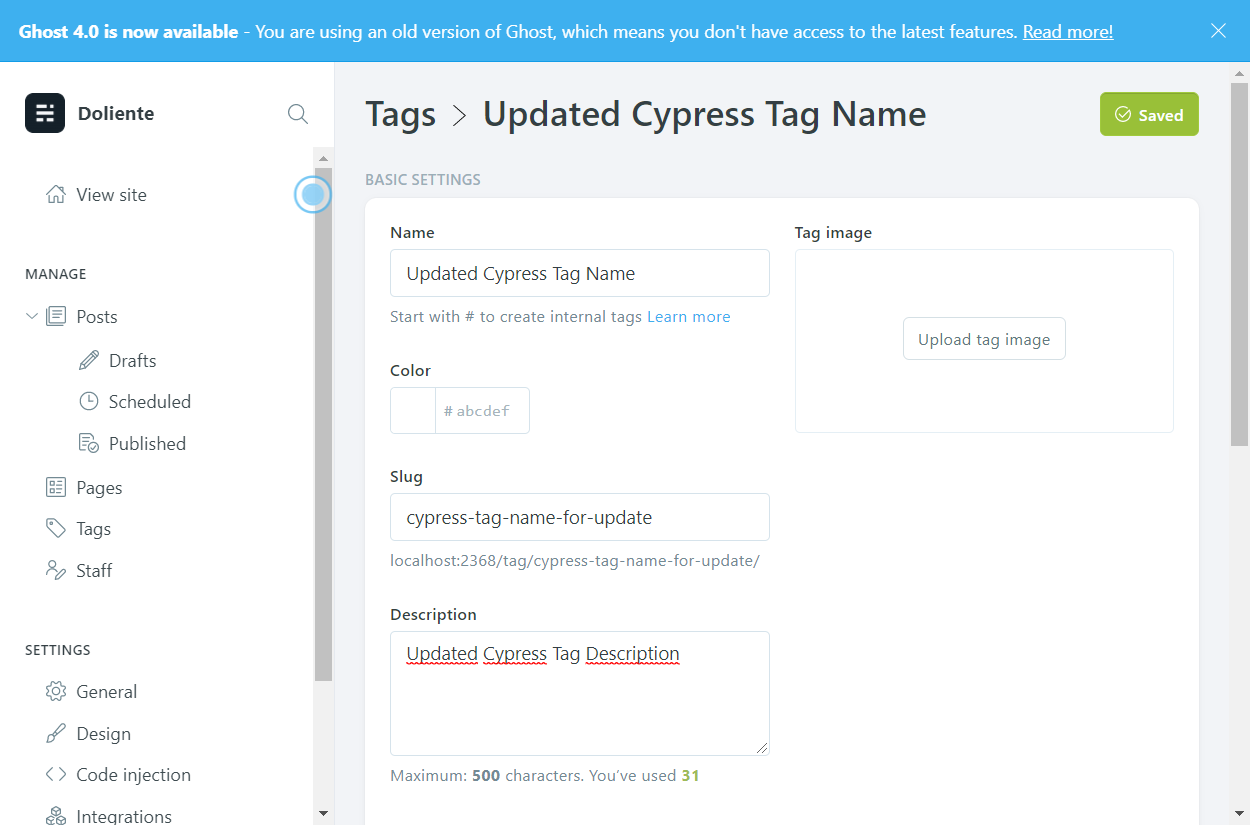 Ghost 4.0 is now available - You are using an old version of Ghost, which means you don't have access to the latest features. Read more!
Doliente
View site
MANAGE
Posts
Drafts
Scheduled
Published
Pages
Tags
Staff
SETTINGS
General
Design
Code injection
Integrations
Tags > Updated Cypress Tag Name
Saved
BASIC SETTINGS
Name
Updated Cypress Tag Name
Start with # to create internal tags Learn more
Color
# abcdef
Slug
cypress-tag-name-for-update
localhost:2368/tag/cypress-tag-name-for-update/
Description
Updated Cypress Tag Description
Maximum: 500 characters. You’ve used 31
Tag image
Upload tag image